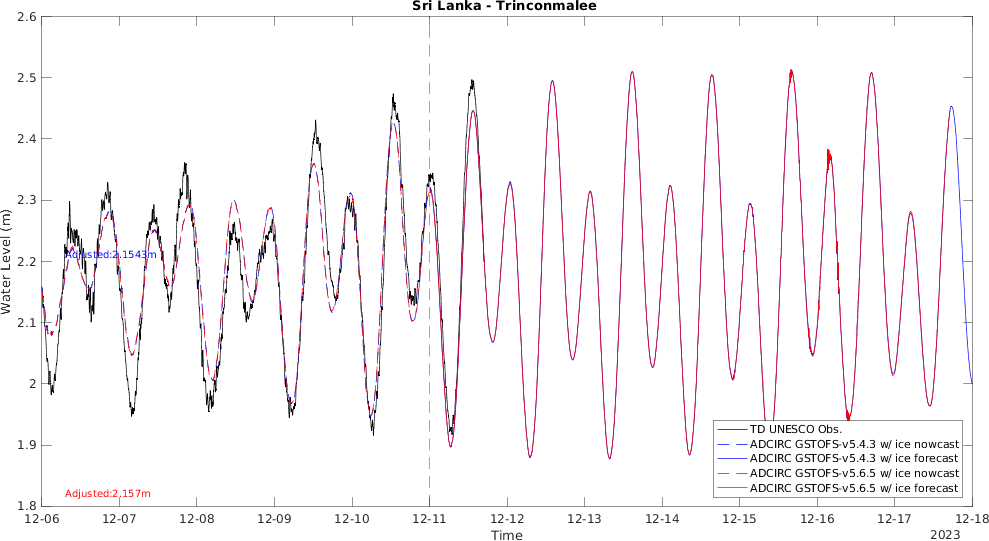 Sri Lanka - Trinconmalee
2.6
2.5
2.4
2.3
2.2
2.1
2
1.9
1.8
Water Level (m)
Adjusted:2.1543m
Adjusted:2.157m
TD UNESCO Obs.
ADCIRC GSTOFS-v5.4.3 w/ ice nowcast
ADCIRC GSTOFS-v5.4.3 w/ ice forecast
ADCIRC GSTOFS-v5.6.5 w/ ice nowcast
ADCIRC GSTOFS-v5.6.5 w/ ice forecast
12-06 12-07 12-08 12-09 12-10 12-11 12-12 12-13 12-14 12-15 12-16 12-17 12-18
Time
2023